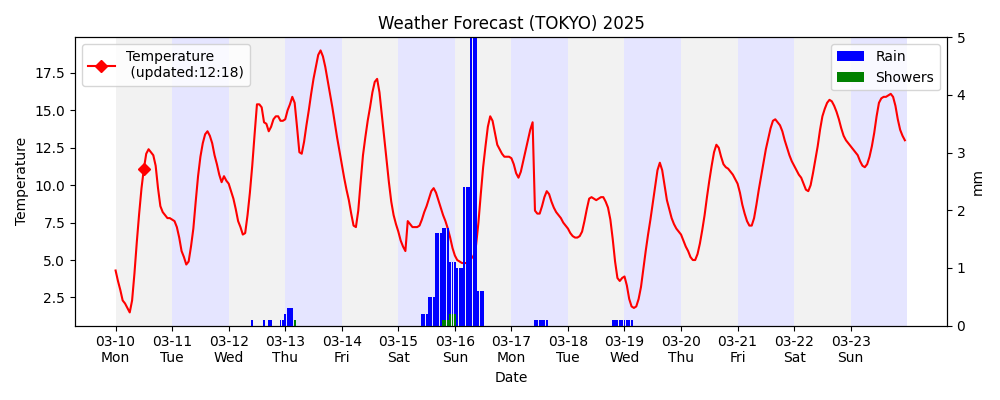 Weather Forecast (TOKYO) 2025
Temperature
(updated:12:18)
Rain
Showers
Temperature
17.5
15.0
12.5
10.0
7.5
5.0
2.5
5
4
3
2
1
0
mm
03-10 03-11 03-12 03-13 03-14 03-15 03-16 03-17 03-18 03-19 03-20 03-21 03-22 03-23
Mon Tue Wed Thu Fri Sat Sun Mon Tue Wed Thu Fri Sat Sun
Date